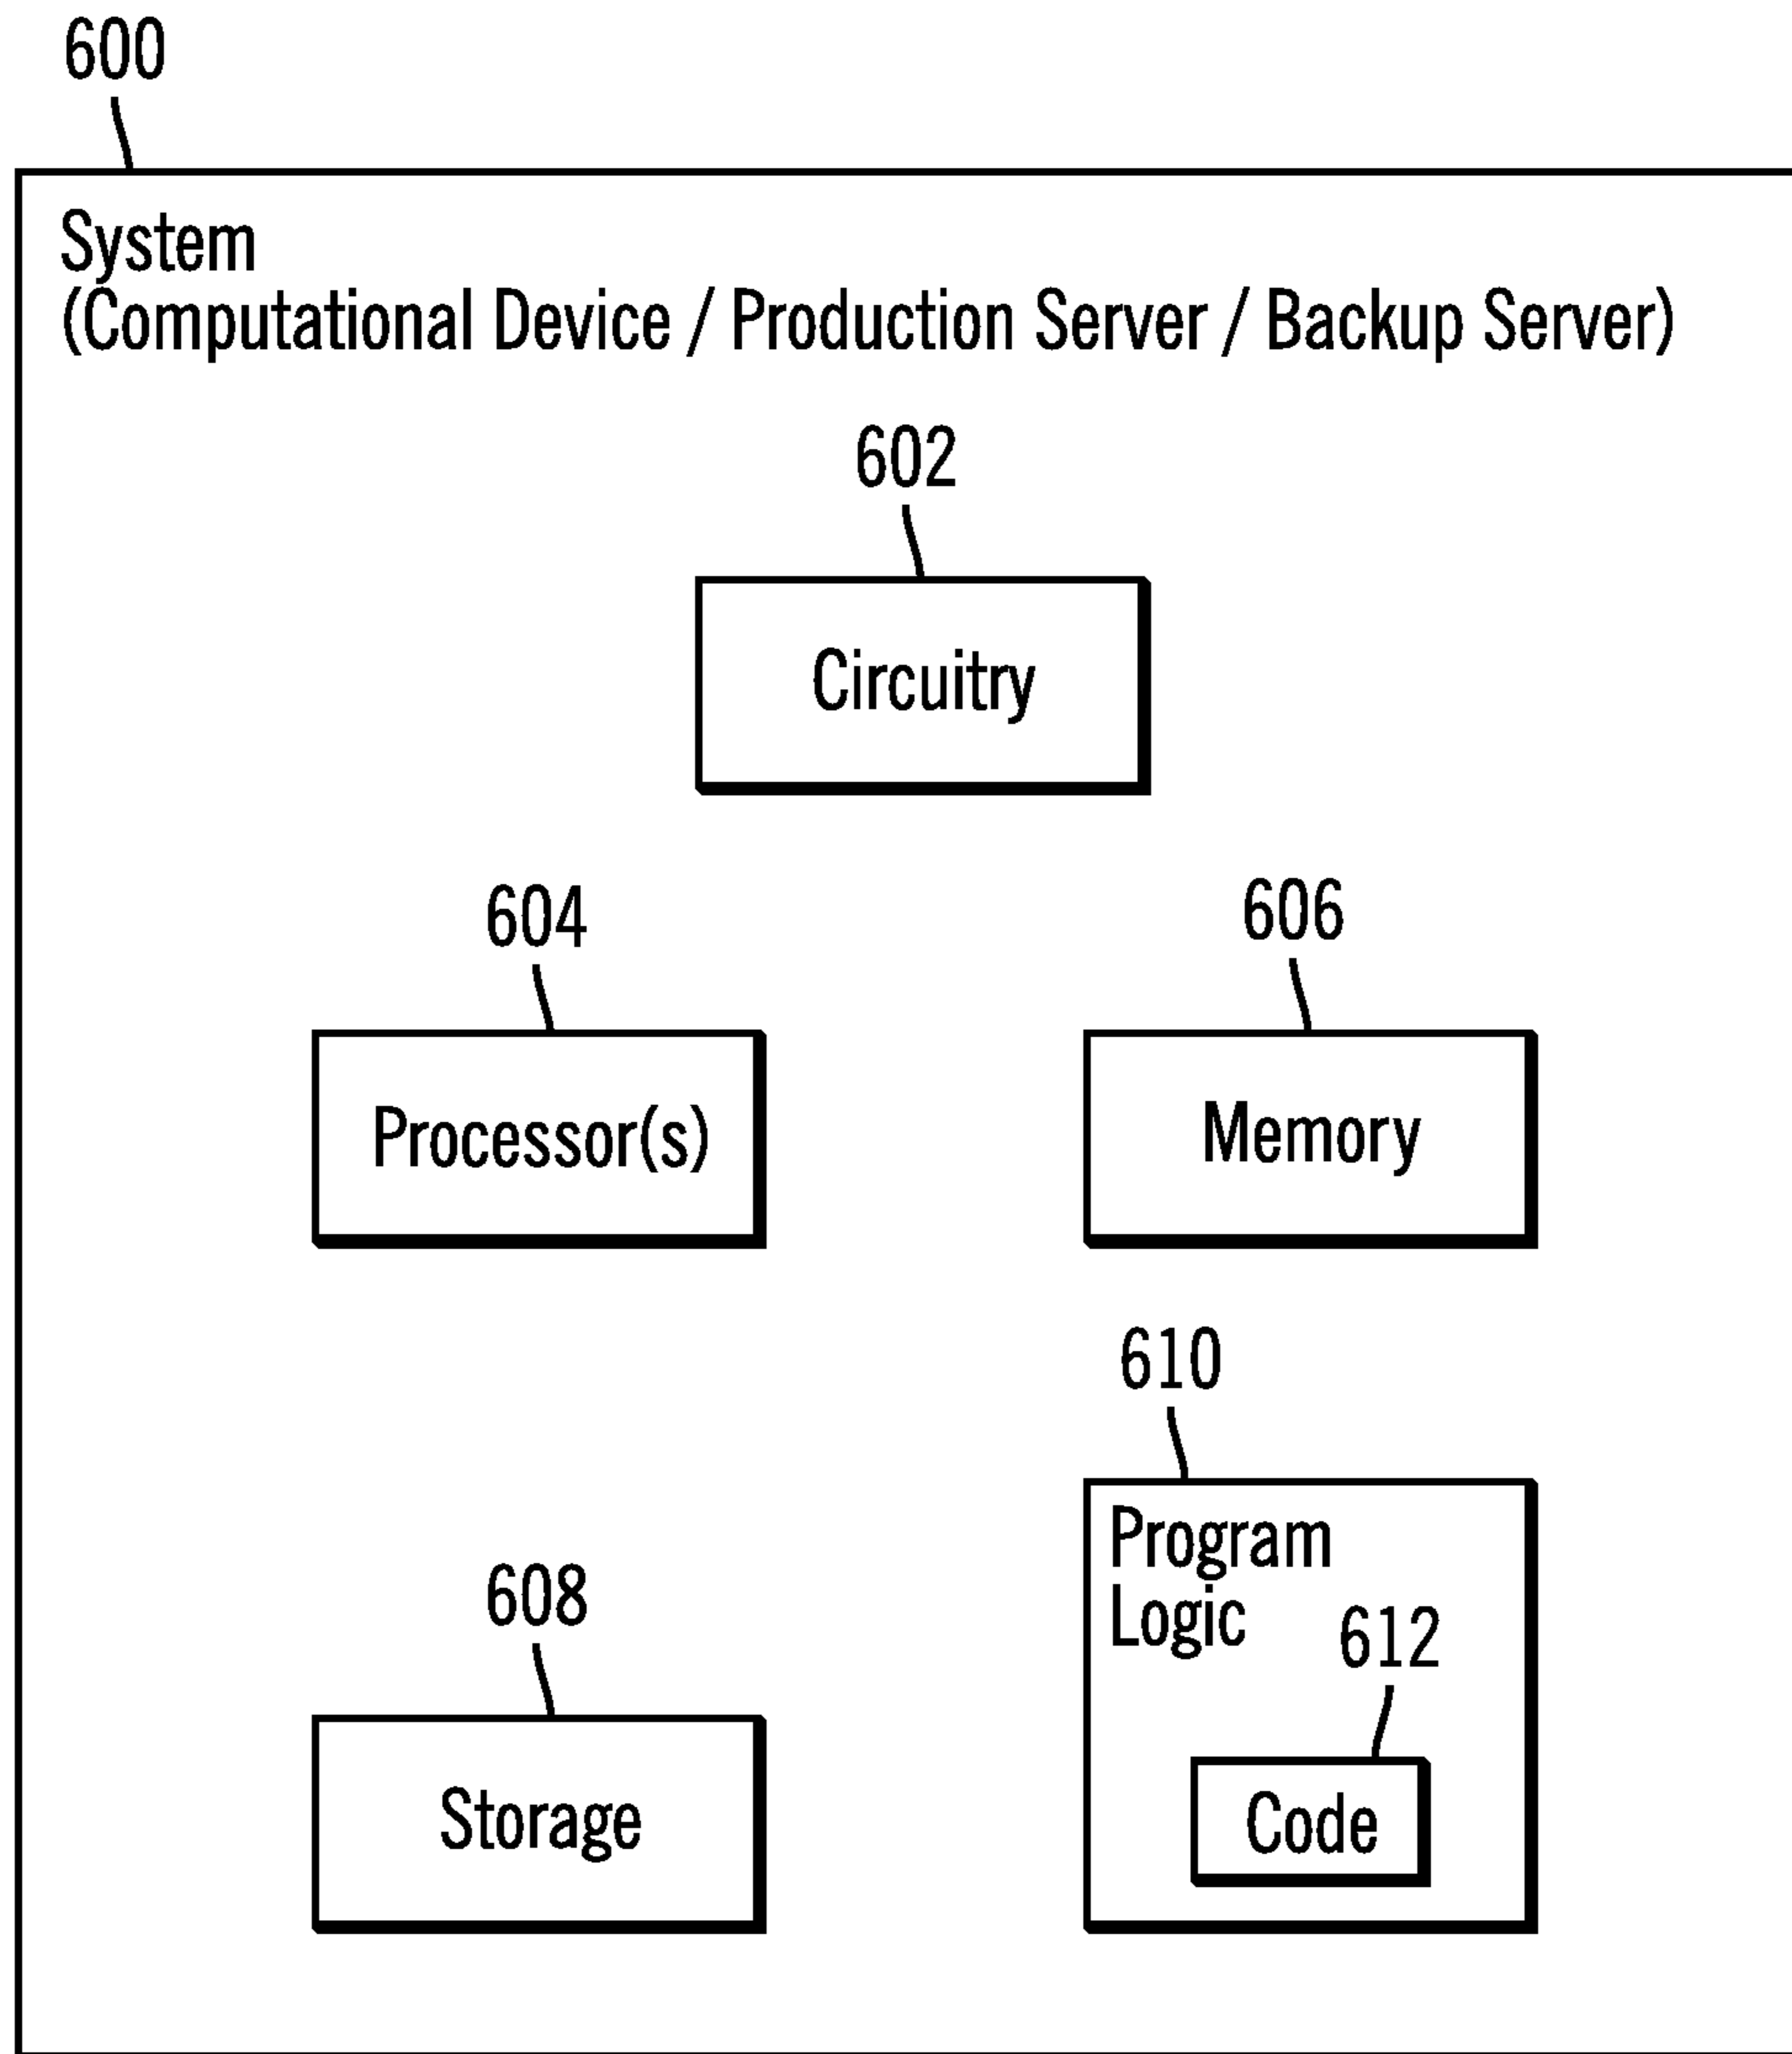 600
System
(Computational Device / Production Server / Backup Server)
602
Circuitry
604
606
Processor(s)
Memory
610
Program
Logic
608
612
Storage
Code